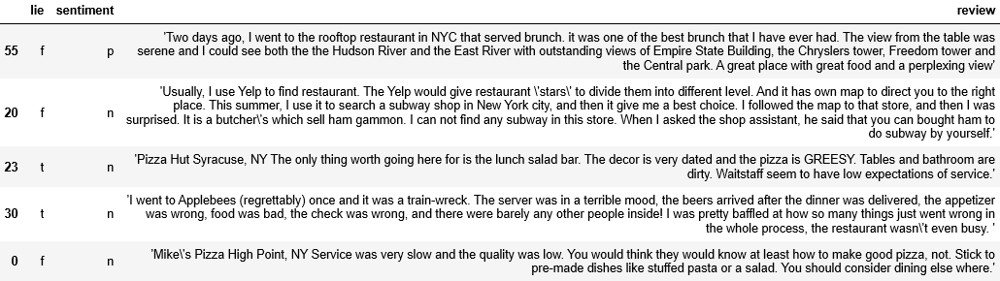 lie sentiment review
'Two days ago, I went to the rooftop restaurant in NYC that served brunch. it was one of the best brunch that I have ever had. The view from the table was
55 f p serene and I could see both the the Hudson River and the East River with outstanding views of Empire State Building, the Chryslers tower, Freedom tower and
the Central park. A great place with great food and a perplexing view'
'Usually, I use Yelp to find restaurant. The Yelp would give restaurant \'stars\' to divide them into different level. And it has own map to direct you to the right
place. This summer, I use it to search a subway shop in New York city, and then it give me a best choice. I followed the map to that store, and then I was
20 f n surprised. It is a butcher\'s which sell ham gammon. I can not find any subway in this store. When I asked the shop assistant, he said that you can bought ham to
do subway by yourself.'
23 t n 'Pizza Hut Syracuse, NY The only thing worth going here for is the lunch salad bar. The decor is very dated and the pizza is GREESY. Tables and bathroom are
dirty. Waitstaff seem to have low expectations of service.'
'I went to Applebees (regrettably) once and it was a train-wreck. The server was in a terrible mood, the beers arrived after the dinner was delivered, the appetizer
30 t n was wrong, food was bad, the check was wrong, and there were barely any other people inside! I was pretty baffled at how so many things just went wrong in
the whole process, the restaurant wasn\'t even busy. '
0 f n 'Mike\'s Pizza High Point, NY Service was very slow and the quality was low. You would think they would know at least how to make good pizza, not. Stick to
pre-made dishes like stuffed pasta or a salad. You should consider dining else where.'